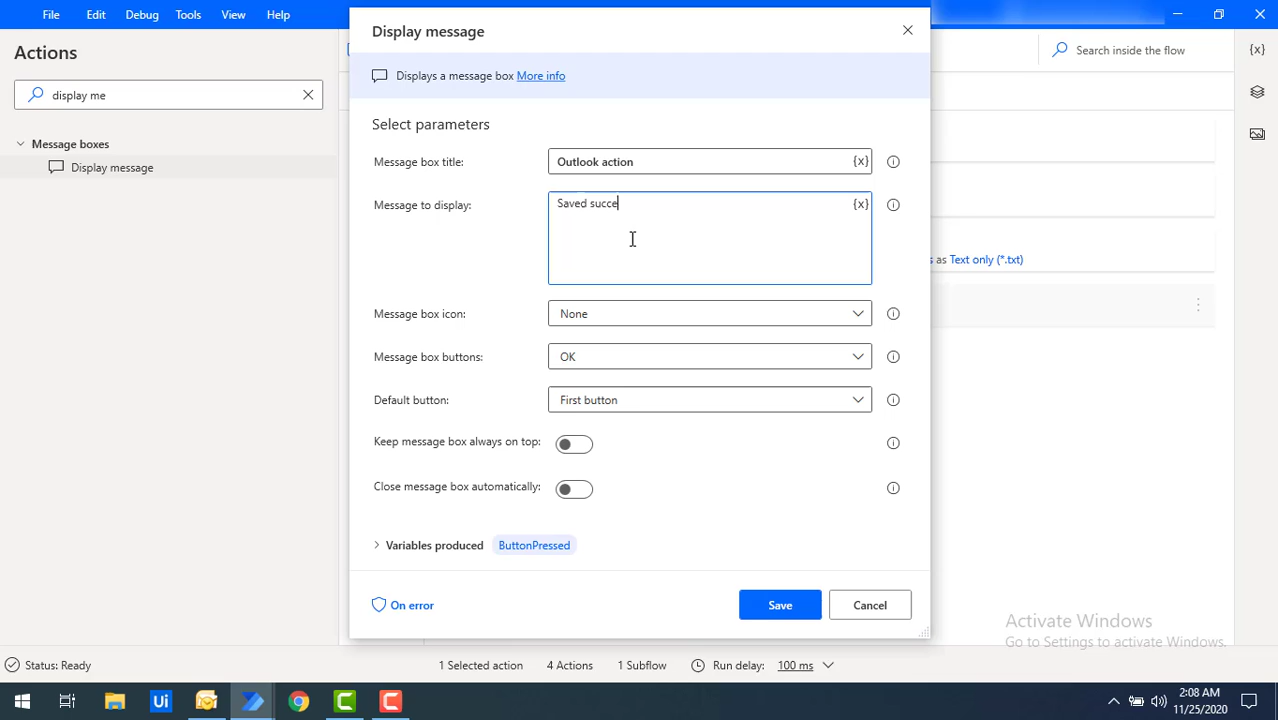 File Edit Debug Tools View Help
Display message
Actions
Displays a message box More info
{x} Search inside the flow {x}
display me
Select parameters
Message boxes
Display message
Message box title: Outlook action {x}
Message to display: Saved succe {x}
as Text only (*.txt)
Message box icon: None
Message box buttons: OK
Default button: First button
Keep message box always on top:
Close message box automatically:
Variables produced ButtonPressed
On error Save Cancel
Activate Windows
Go to Settings to activate Windows.
Status: Ready 1 Selected action 4 Actions 1 Subflow Run delay: 100 ms
Ui
2:08 AM
11/25/2020